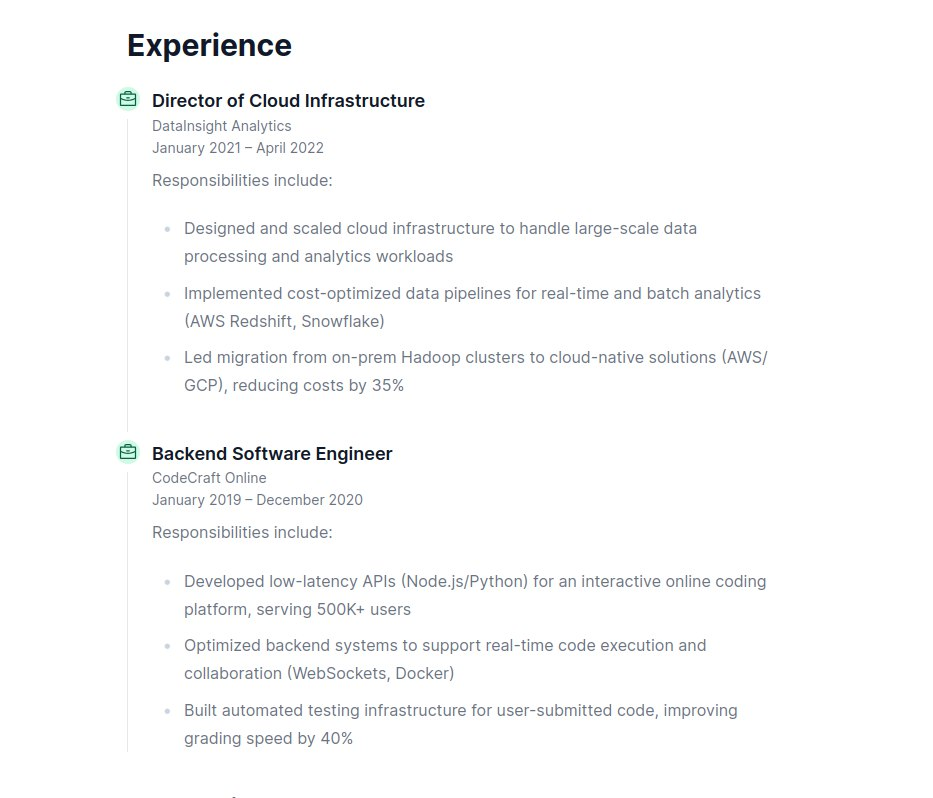 Experience
Director of Cloud Infrastructure
DataInsight Analytics
January 2021 – April 2022
Responsibilities include:
Designed and scaled cloud infrastructure to handle large-scale data
processing and analytics workloads
Implemented cost-optimized data pipelines for real-time and batch analytics
(AWS Redshift, Snowflake)
Led migration from on-prem Hadoop clusters to cloud-native solutions (AWS/
GCP), reducing costs by 35%
Backend Software Engineer
CodeCraft Online
January 2019 – December 2020
Responsibilities include:
Developed low-latency APIs (Node.js/Python) for an interactive online coding
platform, serving 500K+ users
Optimized backend systems to support real-time code execution and
collaboration (WebSockets, Docker)
Built automated testing infrastructure for user-submitted code, improving
grading speed by 40%